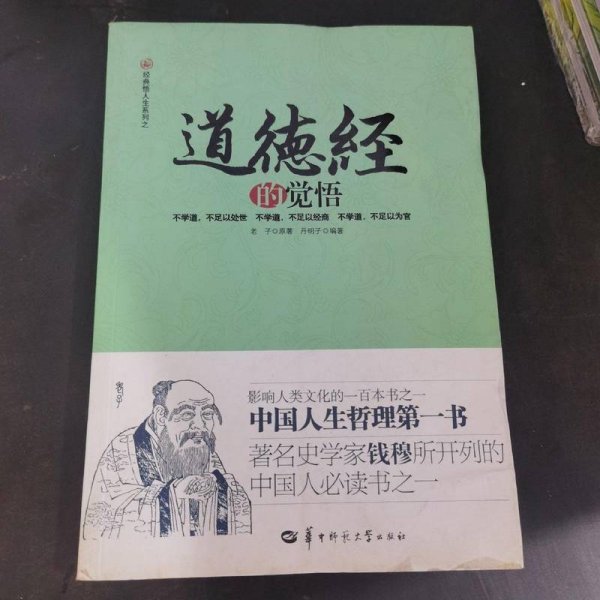 经典悟人生系列之
道德經
的觉悟
不学道,不足以处世 不学道,不足以经商 不学道,不足以为官
老 子◎原著 丹明子◎编著
老子
影响人类文化的一百本书之一
中国人生哲理第一书
著名史学家钱穆所开列的
中国人必读书之一
華中师范大学出版社